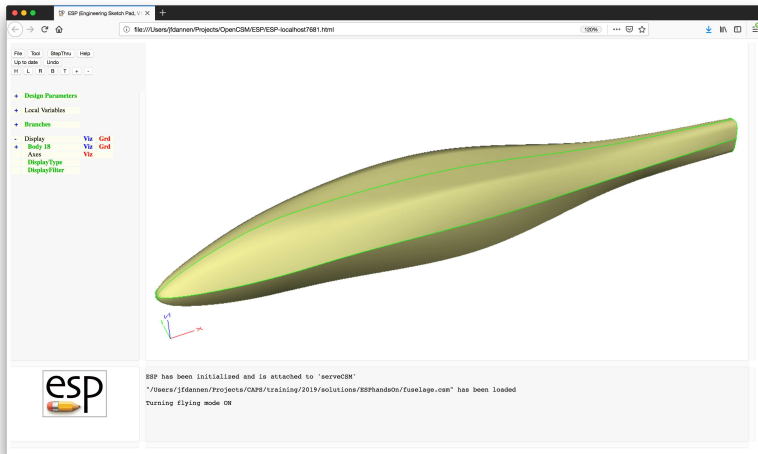 ESP (Engineering Sketch Pad, V
file:///Users/jfdannen/Projects/OpenCSM/ESP/ESP-localhost7681.html
120%
File Tool StepThru Help
Up to date Undo
H L R B T + -
+ Design Parameters
+ Local Variables
+ Branches
- Display Viz Grd
+ Body 18 Viz Grd
Axes Viz
DisplayType
DisplayFilter
X
esp
ESP has been initialized and is attached to 'serveCSM'
"/Users/jfdannen/Projects/CAPS/training/2019/solutions/ESPhandsOn/fuselage.csm" has been loaded
Turning flying mode ON